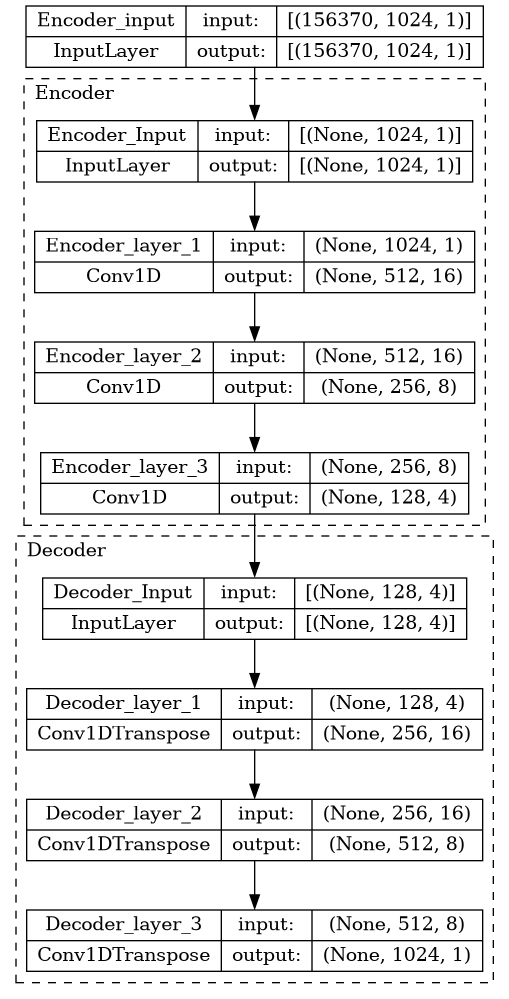 Encoder_input input: [(156370, 1024, 1)]
InputLayer output: [(156370, 1024, 1)]
Encoder
Encoder_Input input: [(None, 1024, 1)]
InputLayer output: [(None, 1024, 1)]
Encoder_layer_1 input: (None, 1024, 1)
Conv1D output: (None, 512, 16)
Encoder_layer_2 input: (None, 512, 16)
Conv1D output: (None, 256, 8)
Encoder_layer_3 input: (None, 256, 8)
Conv1D output: (None, 128, 4)
Decoder
Decoder_Input input: [(None, 128, 4)]
InputLayer output: [(None, 128, 4)]
Decoder_layer_1 input: (None, 128, 4)
Conv1DTranspose output: (None, 256, 16)
Decoder_layer_2 input: (None, 256, 16)
Conv1DTranspose output: (None, 512, 8)
Decoder_layer_3 input: (None, 512, 8)
Conv1DTranspose output: (None, 1024, 1)